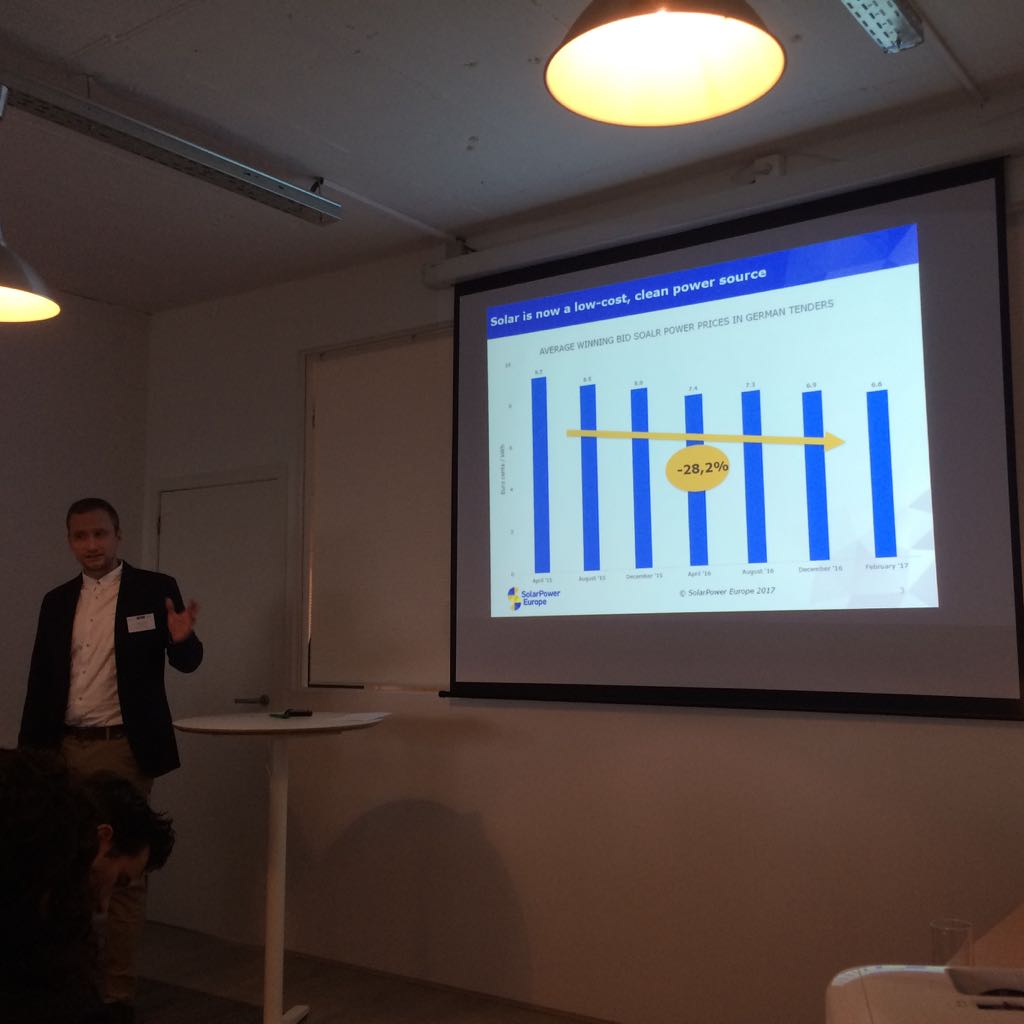 Solar is now a low-cost, clean power source
AVERAGE WINNING BID SOALR POWER PRICES IN GERMAN TENDERS
10
8
6
4
2
0
Euro cents / kWh
9.2 8.5 8.0 7.4 7.3 6.9 6.6
-28,2%
April '15 August '15 December '15 April '16 August '16 December '16 February '17
SolarPower
Europe
© SolarPower Europe 2017
3